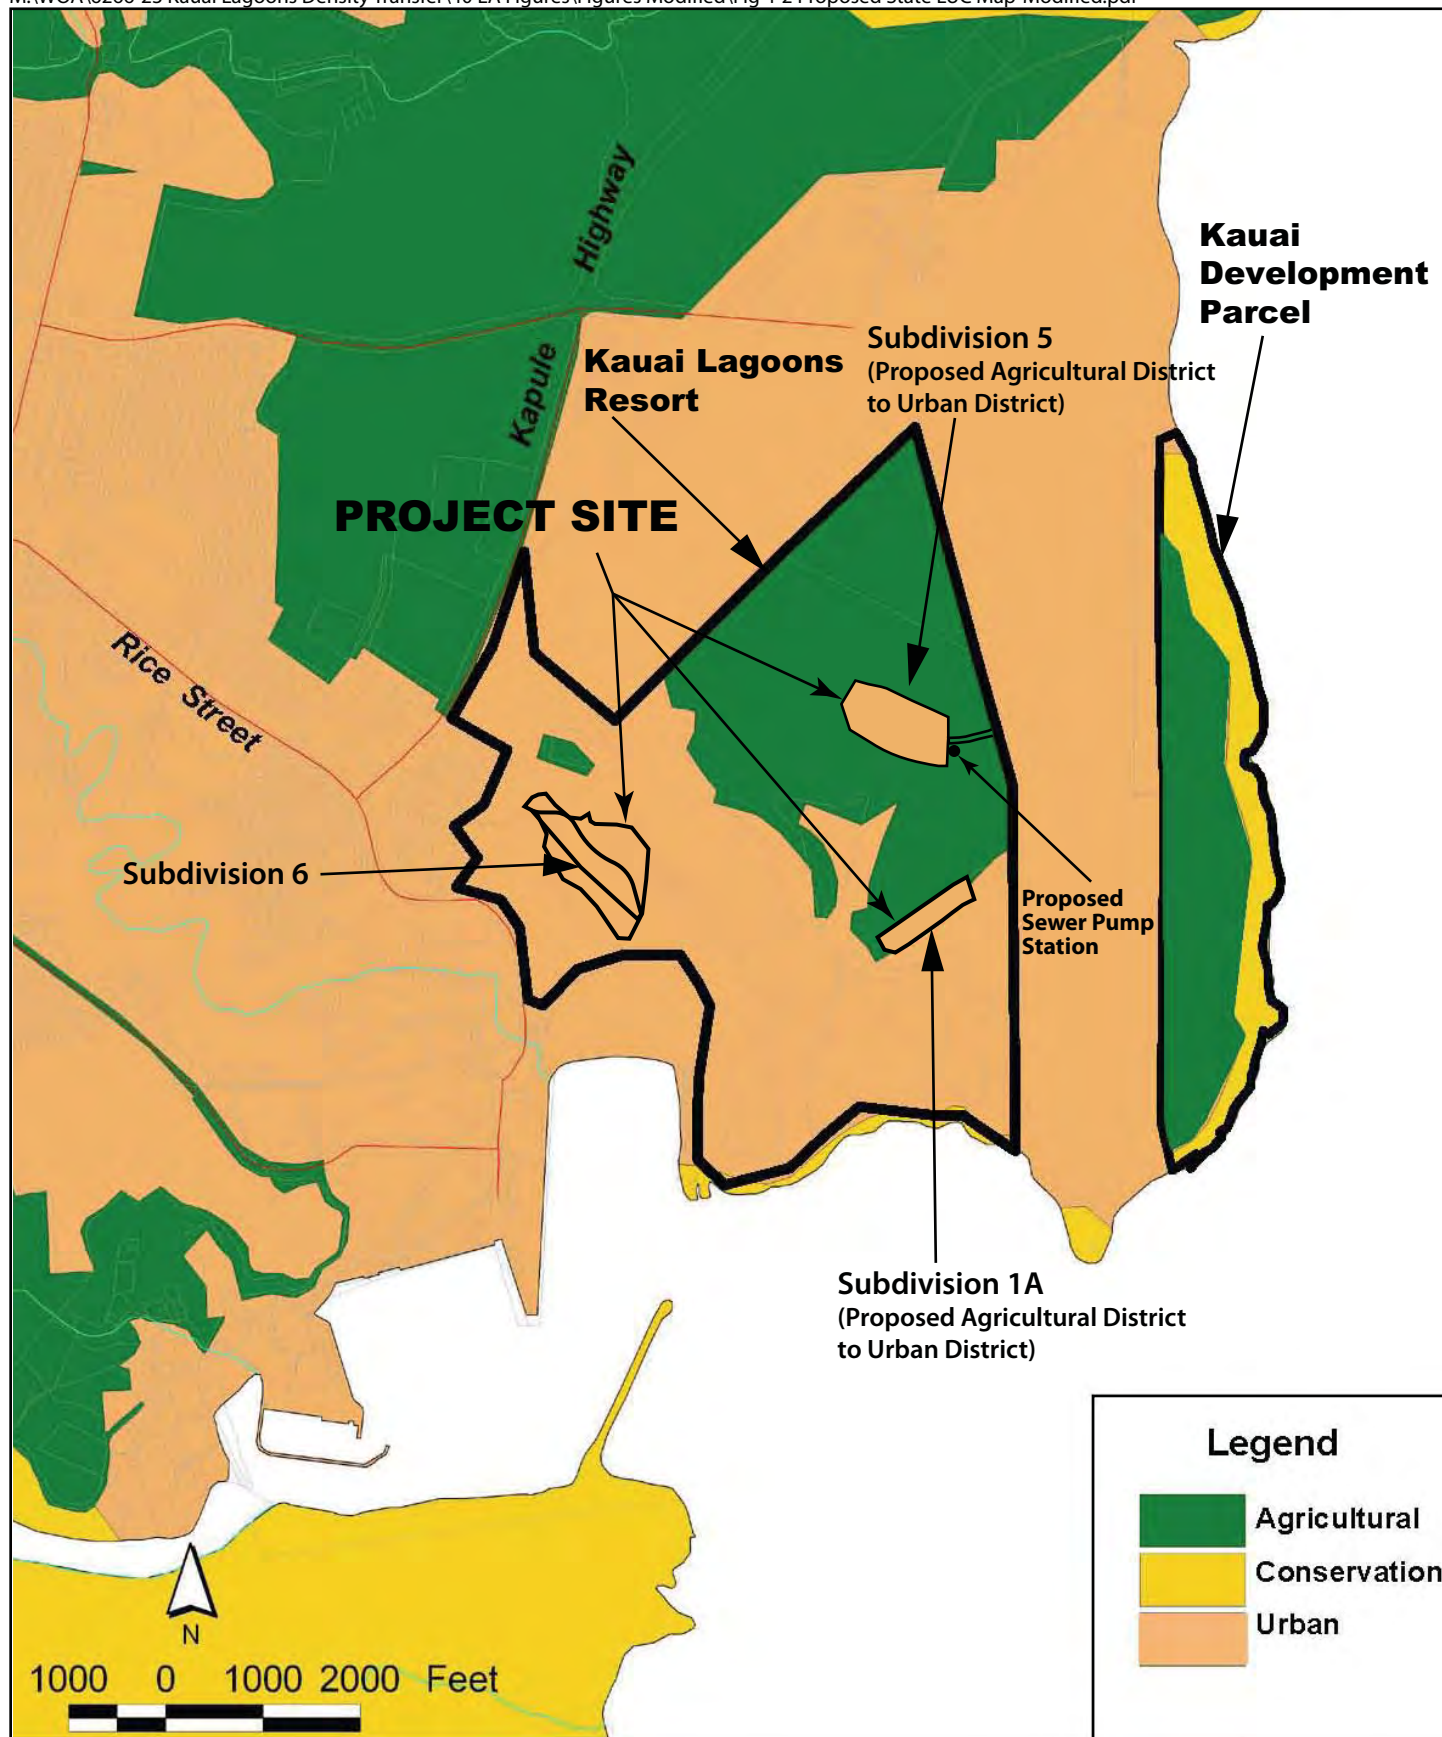 Kapule Highway
Kauai
Development
Parcel
Subdivision 5
(Proposed Agricultural District
to Urban District)
Kauai Lagoons
Resort
PROJECT SITE
Rice Street
Subdivision 6
Proposed
Sewer Pump
Station
Subdivision 1A
(Proposed Agricultural District
to Urban District)
Legend
Agricultural
Conservation
Urban
N
1000 0 1000 2000 Feet